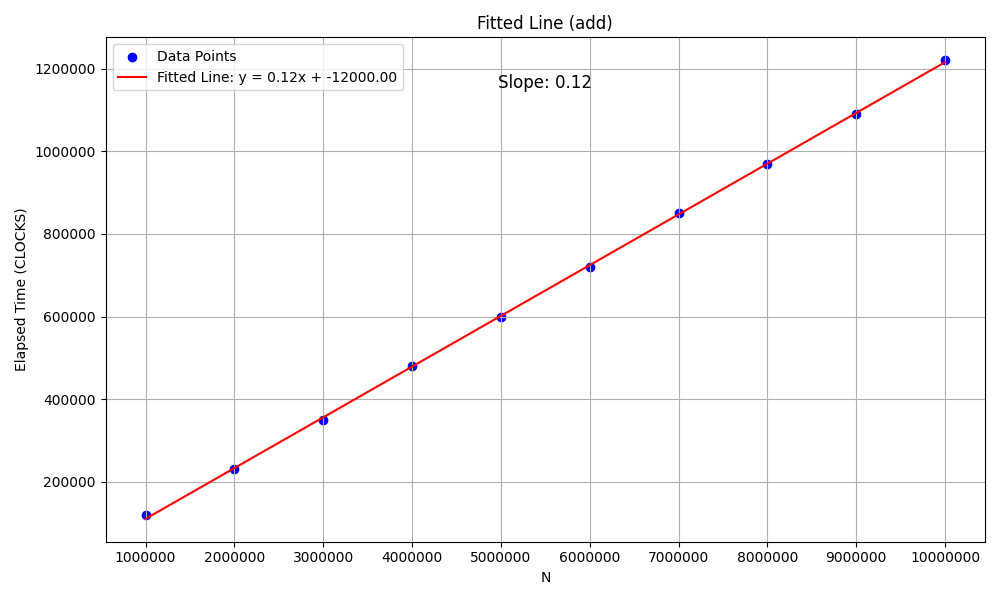 Fitted Line (add)
Data Points
Fitted Line: y = 0.12x + -12000.00
Slope: 0.12
1200000
1000000
800000
600000
400000
200000
Elapsed Time (CLOCKS)
1000000 2000000 3000000 4000000 5000000 6000000 7000000 8000000 9000000 10000000
N